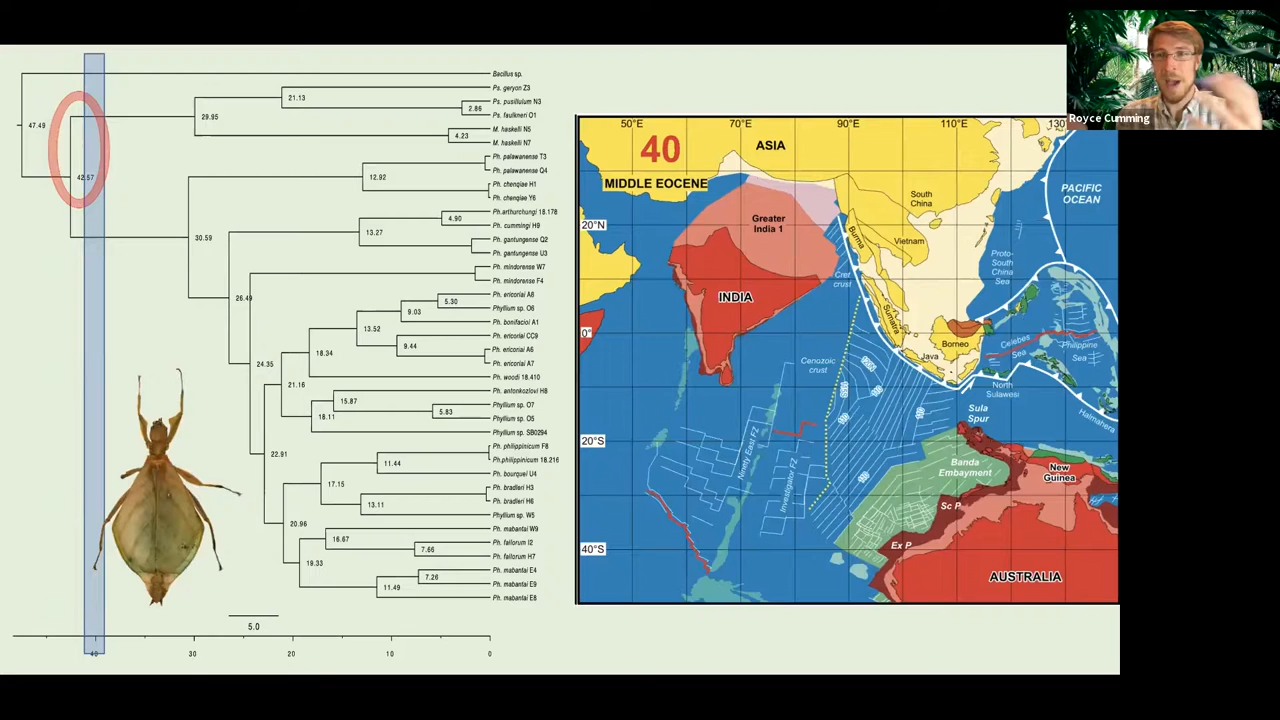 Royce Cumming
Bacillus sp.
Ps. geryon Z3
21.13
Ps. pusillulum N3
2.86
Ps. faulkneri O1
47.49
29.95
M. haskelli N5
4.23
M. haskelli N7
Ph. palawanense T3
12.92
Ph. palawanense Q4
42.57
Ph. chenqiae H1
Ph. chenqiae Y6
Ph.arthurchungi 18.178
4.90
Ph. cummingi H9
13.27
30.59
Ph. gantungense Q2
Ph. gantungense U3
Ph. mindorense W7
Ph. mindorense F4
26.49
Ph. ericoriai A8
5.30
Phyllium sp. O6
9.03
Ph. bonifacioi A1
13.52
Ph. ericoriai CC9
9.44
Ph. ericoriai A6
18.34
Ph. ericoriai A7
24.35
Ph. woodi 18.410
21.16
Ph. antonkozlovi H8
15.87
Phyllium sp. O7
5.83
18.11
Phyllium sp. O5
Phyllium sp. SB0294
Ph. philippinicum F8
22.91
Ph.philippinicum 18.216
11.44
Ph. bourquei U4
17.15
Ph. bradleri H3
13.11
Ph. bradleri H6
Phyllium sp. W5
20.96
Ph. mabantai W9
16.67
Ph. fallorum I2
7.66
Ph. fallorum H7
19.33
Ph. mabantai E4
7.26
Ph. mabantai E9
11.49
Ph. mabantai E8
5.0
40
30
20
10
0
50°E
70°E
90°E
110°E
130°
40
MIDDLE EOCENE
ASIA
PACIFIC
OCEAN
South
China
Greater
India 1
20°N
Burma
Vietnam
Proto-
South
China
Sea
Cret
crust
INDIA
Sumatra
0°
Borneo
Java
Celebes
Sea
Philippine
Sea
Cenozoic
crust
North
Sulawesi
Halmahera
Sula
Spur
20°S
Ninety East FZ
Investigator FZ
Banda
Embayment
New
Guinea
Sc P
Ex P
40°S
AUSTRALIA